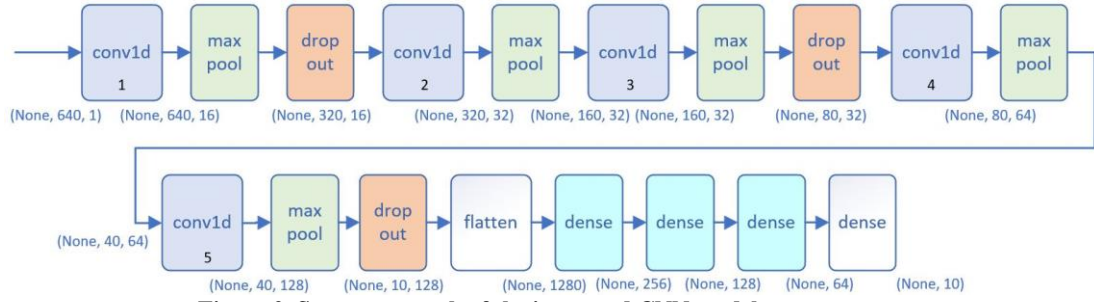 conv1d
1
max
pool
drop
out
conv1d
2
max
pool
conv1d
3
max
pool
drop
out
conv1d
4
max
pool
(None, 640, 1)
(None, 640, 16)
(None, 320, 16)
(None, 320, 32)
(None, 160, 32)
(None, 160, 32)
(None, 80, 32)
(None, 80, 64)
conv1d
5
max
pool
drop
out
flatten
dense
dense
dense
dense
(None, 40, 64)
(None, 40, 128)
(None, 10, 128)
(None, 1280)
(None, 256)
(None, 128)
(None, 64)
(None, 10)